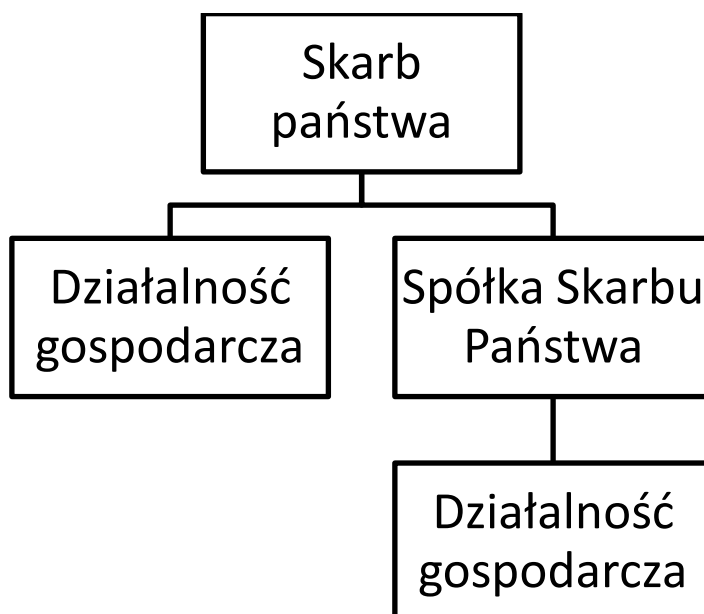 Skarb
państwa
Działalność
gospodarcza
Spółka Skarbu
Państwa
Działalność
gospodarcza